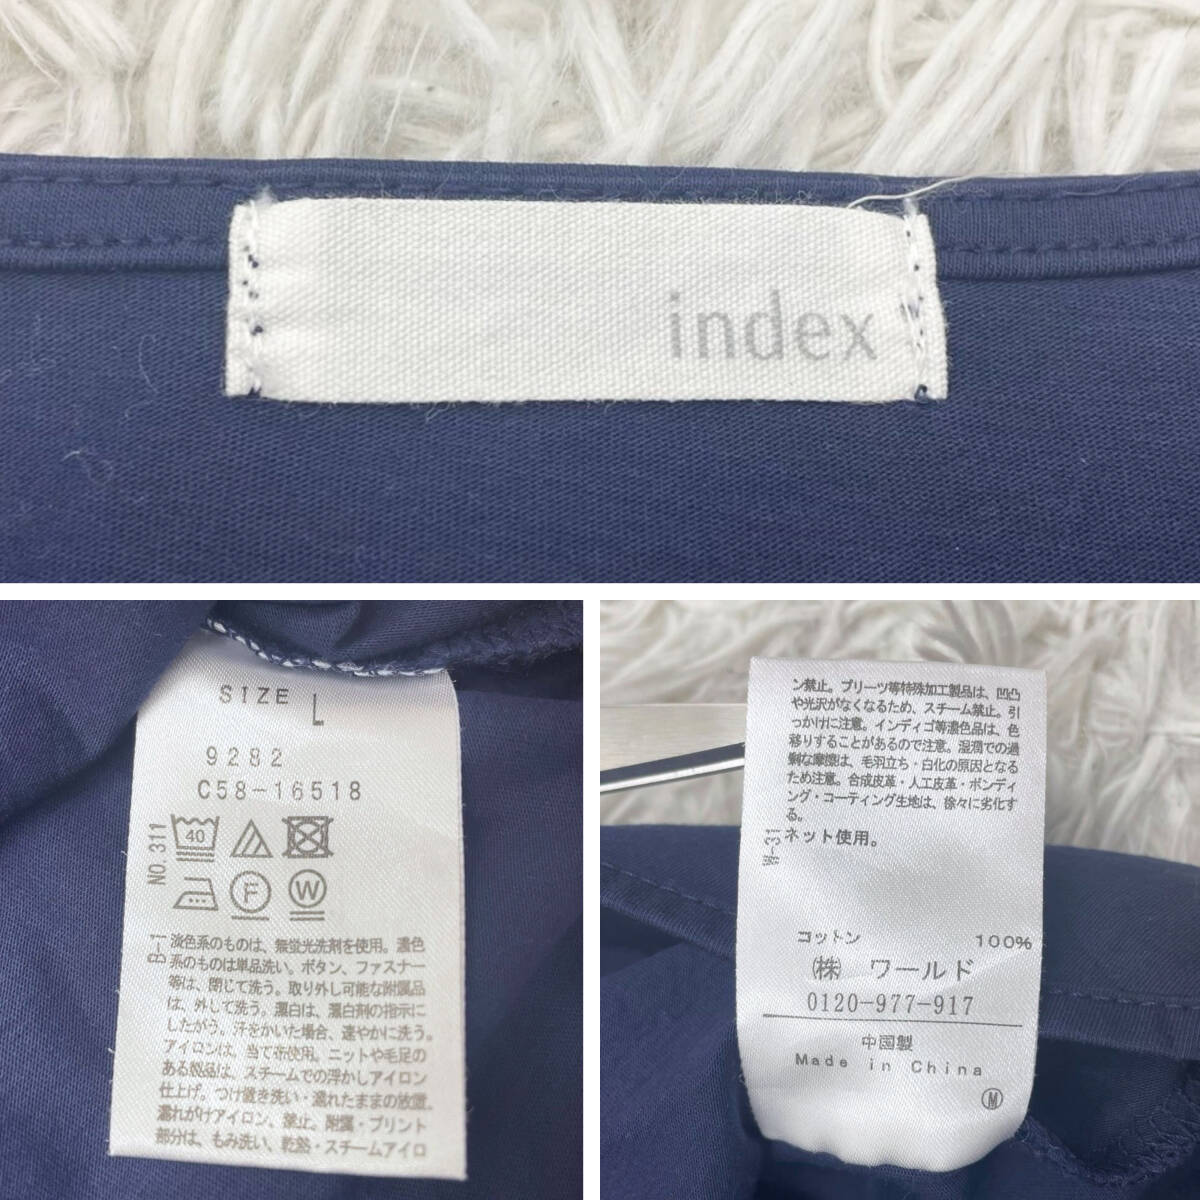 index
SIZE L
9282
C58-16518
NO.311
40
F
W
B-1
淡色系のものは、無蛍光洗剤を使用。濃色
系のものは単品洗い。ボタン、ファスナー
等は、閉じて洗う。取り外し可能な附属品
は、外して洗う。漂白は、漂白剤の指示に
したがう。汗をかいた場合、速やかに洗う。
アイロンは、当て布使用。ニットや毛足の
ある製品は、スチームでの浮かしアイロン
仕上げ。つけ置き洗い・濡れたままの放置、
濡れがけアイロン、禁止。附属・プリント
部分は、もみ洗い、乾燥・スチームアイロ
ン禁止。プリーツ等特殊加工製品は、凹凸
や光沢がなくなるため、スチーム禁止。引
っかけに注意。インディゴ等濃色品は、色
移りすることがあるので注意。湿潤での過
剰な摩擦は、毛羽立ち・白化の原因となる
ため注意。合成皮革・人工皮革・ボンディ
ング・コーティング生地は、徐々に劣化す
る。
W-31
ネット使用。
コットン 100%
(株) ワールド
0120-977-917
中国製
Made in China
M